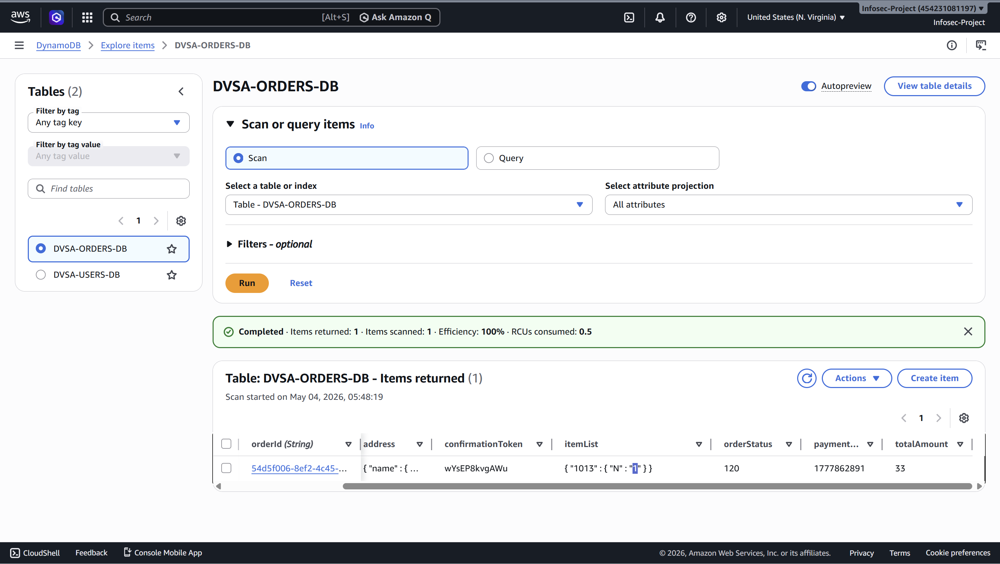 aws
Search [Alt+S] Ask Amazon Q
United States (N. Virginia)
Infosec-Project (454231081197)
Infosec-Project
DynamoDB > Explore items > DVSA-ORDERS-DB
Tables (2)
Filter by tag
Any tag key
Filter by tag value
Any tag value
Find tables
1
DVSA-ORDERS-DB
DVSA-USERS-DB
DVSA-ORDERS-DB
Autopreview
View table details
Scan or query items Info
Scan
Query
Select a table or index
Table - DVSA-ORDERS-DB
Select attribute projection
All attributes
Filters - optional
Run
Reset
Completed · Items returned: 1 · Items scanned: 1 · Efficiency: 100% · RCUs consumed: 0.5
Table: DVSA-ORDERS-DB - Items returned (1)
Scan started on May 04, 2026, 05:48:19
Actions
Create item
1
orderId (String) address confirmationToken itemList orderStatus payment... totalAmount
54d5f006-8ef2-4c45-... { "name" : { ... wYsEP8kvgAWu { "1013" : { "N" : "1" } } 120 1777862891 33
CloudShell Feedback Console Mobile App © 2026, Amazon Web Services, Inc. or its affiliates. Privacy Terms Cookie preferences